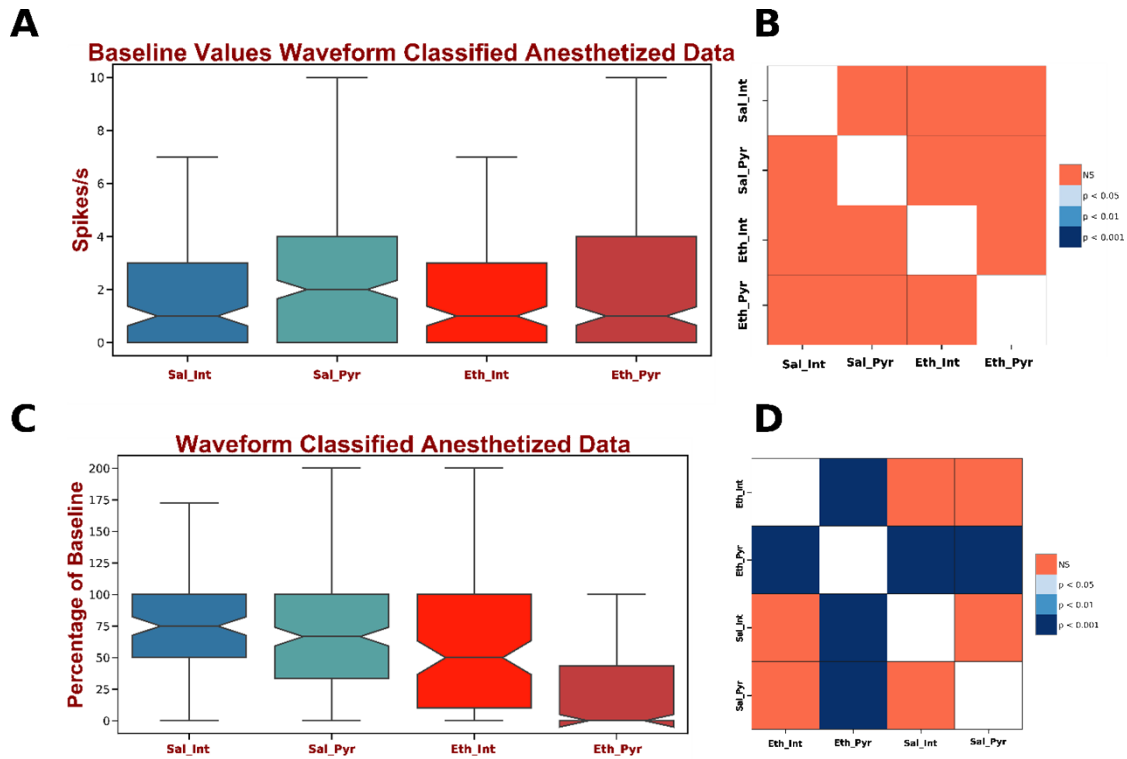 A
Baseline Values Waveform Classified Anesthetized Data
Spikes/s
10
8
6
4
2
0
Sal_Int Sal_Pyr Eth_Int Eth_Pyr
B
Sal_Int
Sal_Pyr
Eth_Int
Eth_Pyr
Sal_Int Sal_Pyr Eth_Int Eth_Pyr
NS
p < 0.05
p < 0.01
p < 0.001
C
Waveform Classified Anesthetized Data
Percentage of Baseline
200
175
150
125
100
75
50
25
0
Sal_Int Sal_Pyr Eth_Int Eth_Pyr
D
Eth_Int
Eth_Pyr
Sal_Int
Sal_Pyr
Eth_Int Eth_Pyr Sal_Int Sal_Pyr
NS
p < 0.05
p < 0.01
p < 0.001